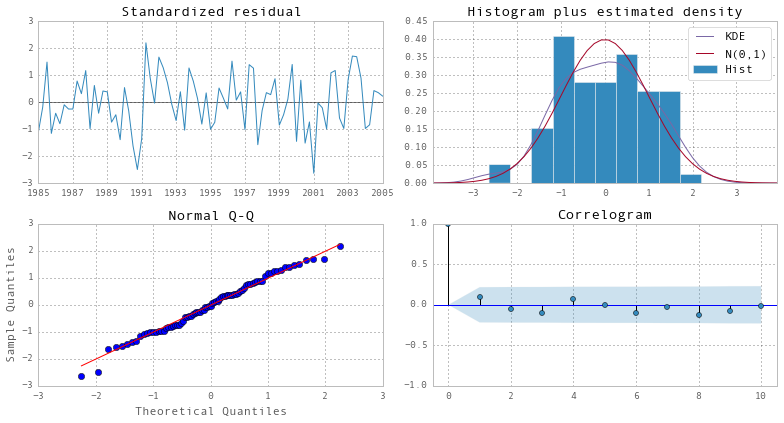 Standardized residual
3
2
1
0
−1
−2
−3
1985 1987 1989 1991 1993 1995 1997 1999 2001 2003 2005
Histogram plus estimated density
0.45
0.40
0.35
0.30
0.25
0.20
0.15
0.10
0.05
0.00
−3 −2 −1 0 1 2 3
KDE
N(0,1)
Hist
Normal Q-Q
Sample Quantiles
3
2
1
0
−1
−2
−3
−3 −2 −1 0 1 2 3
Theoretical Quantiles
Correlogram
1.0
0.5
0.0
−0.5
−1.0
0 2 4 6 8 10